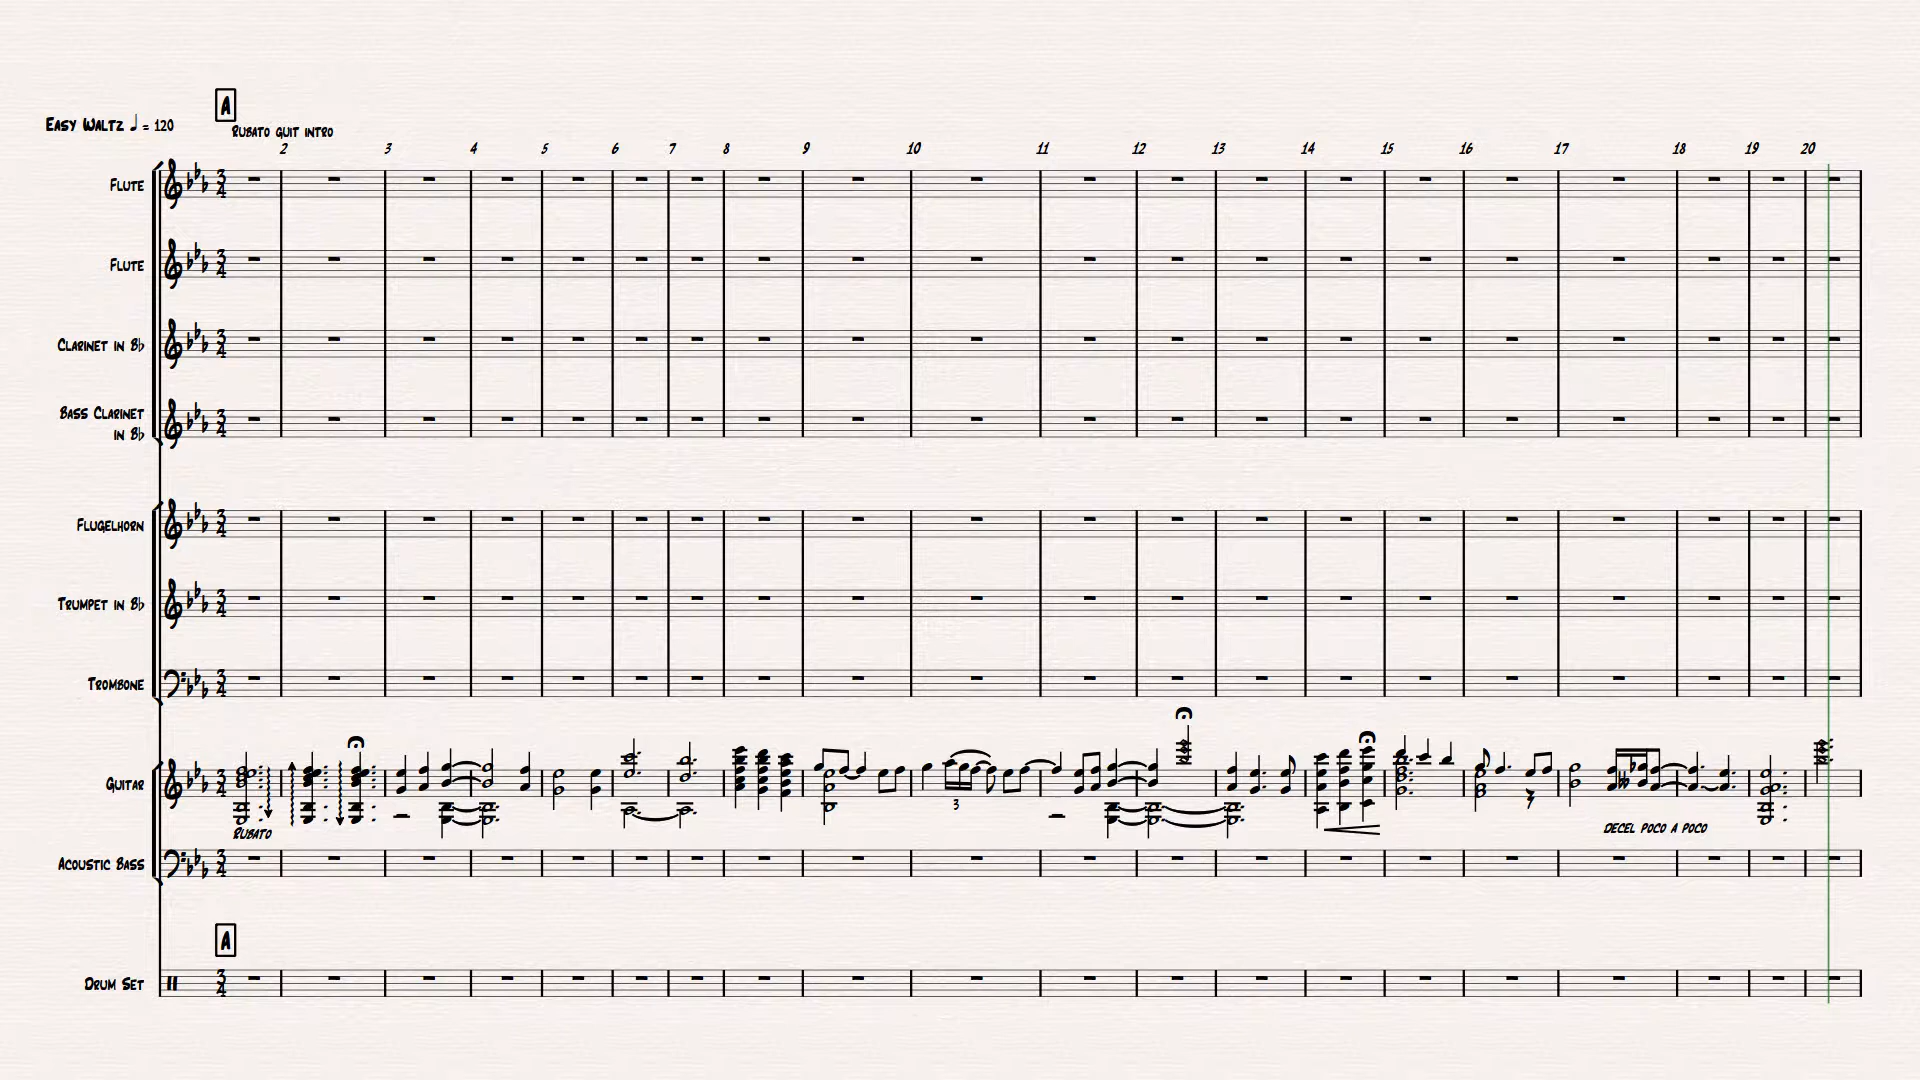 A
Easy Waltz ♩ = 120
Rubato guit intro
2 3 4 5 6 7 8 9 10 11 12 13 14 15 16 17 18 19 20
Flute
Flute
Clarinet in B♭
Bass Clarinet
in B♭
Flugelhorn
Trumpet in B♭
Trombone
Guitar
3
Rubato
decel poco a poco
Acoustic Bass
A
Drum Set